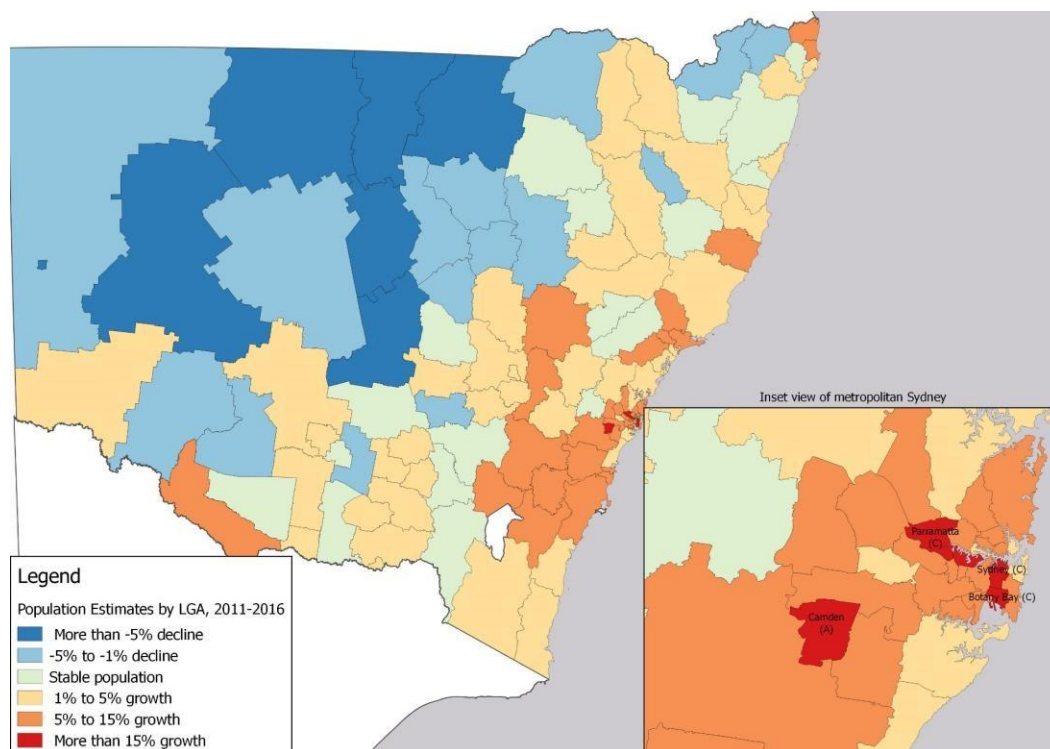 Inset view of metropolitan Sydney
Parramatta
(C)
Sydney (C)
Botany Bay (C)
Camden
(A)
Legend
Population Estimates by LGA, 2011-2016
More than -5% decline
-5% to -1% decline
Stable population
1% to 5% growth
5% to 15% growth
More than 15% growth